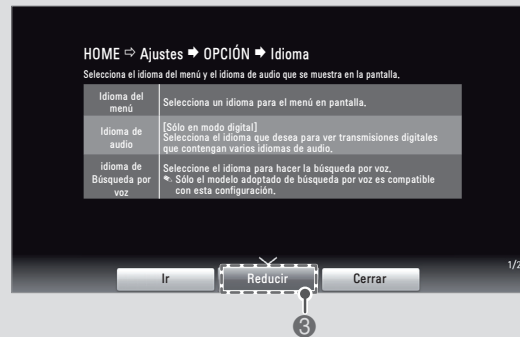 HOME ⇨ Ajustes ➡ OPCIÓN ➡ Idioma
Selecciona el idioma del menú y el idioma de audio que se muestra en la pantalla.
Idioma del
menú
Selecciona un idioma para el menú en pantalla.
Idioma de
audio
[Sólo en modo digital]
Selecciona el idioma que desea para ver transmisiones digitales
que contengan varios idiomas de audio.
idioma de
Búsqueda por
voz
Seleccione el idioma para hacer la búsqueda por voz.
✎ Sólo el modelo adoptado de búsqueda por voz es compatible
con esta configuración.
1/2
Ir
Reducir
Cerrar
3